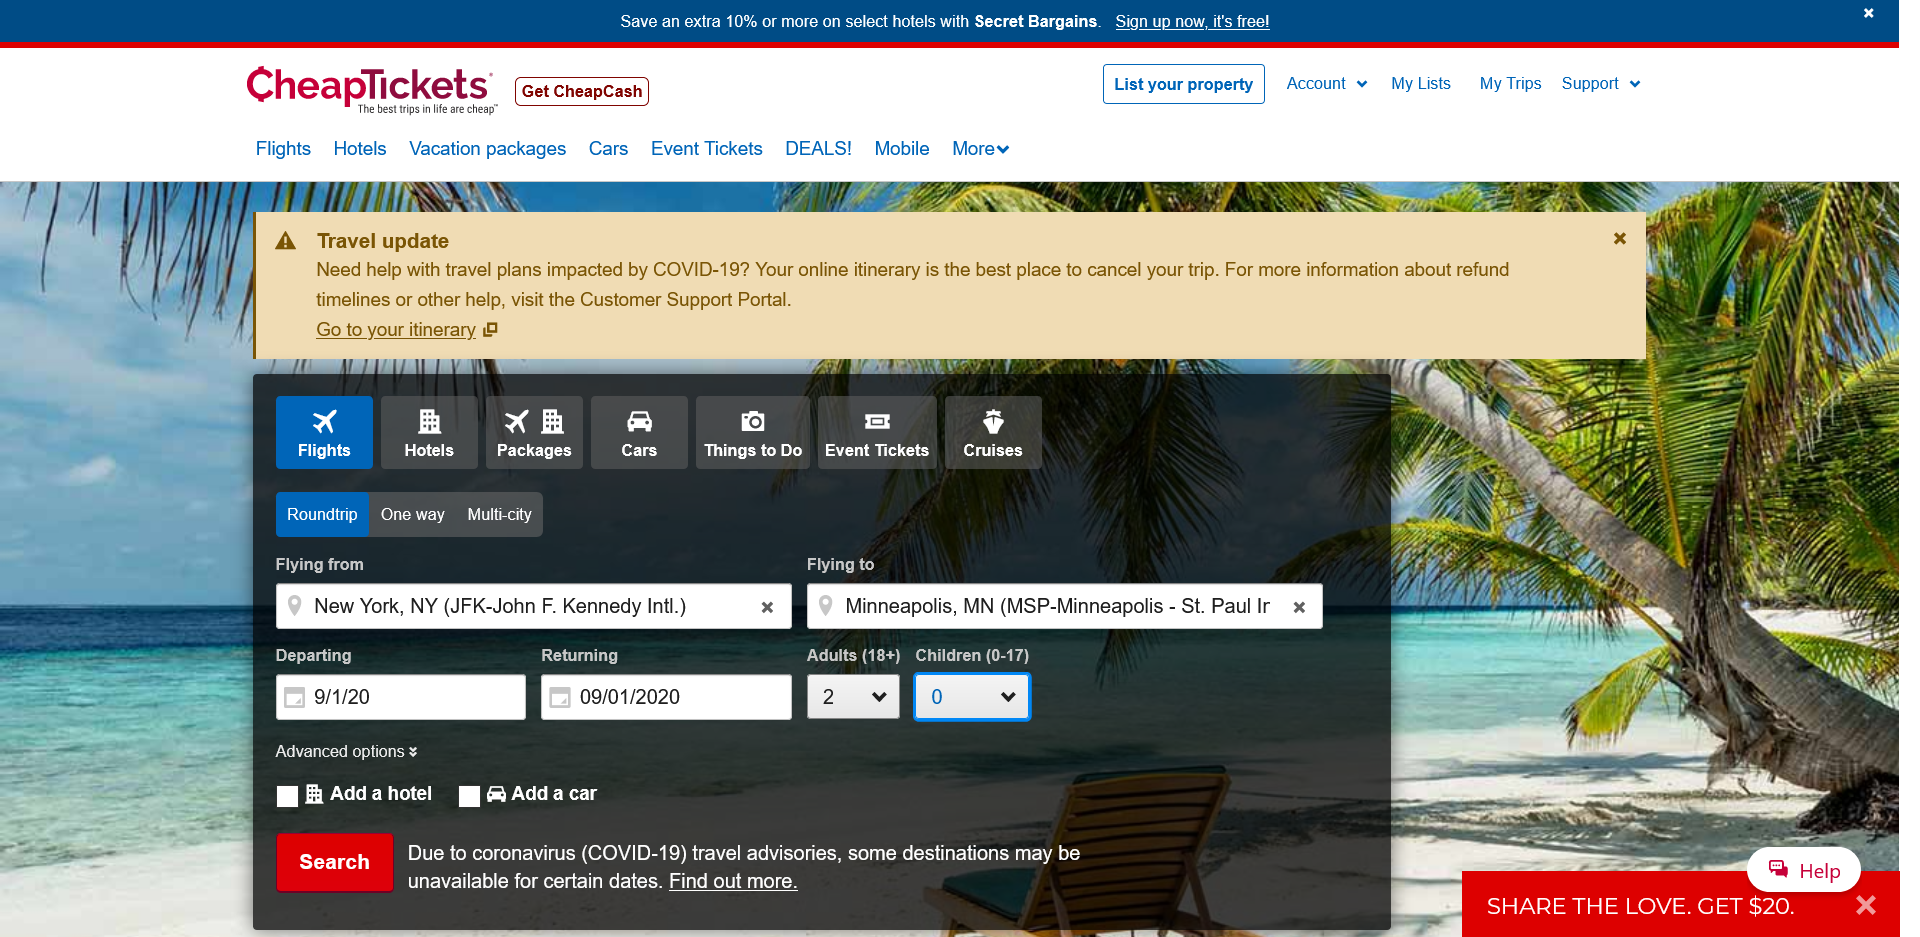 Save an extra 10% or more on select hotels with Secret Bargains. Sign up now, it's free!
CheapTickets
The best trips in life are cheap™
Get CheapCash
List your property
Account
My Lists
My Trips
Support
Flights
Hotels
Vacation packages
Cars
Event Tickets
DEALS!
Mobile
More
Travel update
Need help with travel plans impacted by COVID-19? Your online itinerary is the best place to cancel your trip. For more information about refund
timelines or other help, visit the Customer Support Portal.
Go to your itinerary
Flights
Hotels
Packages
Cars
Things to Do
Event Tickets
Cruises
Roundtrip
One way
Multi-city
Flying from
Flying to
New York, NY (JFK-John F. Kennedy Intl.)
Minneapolis, MN (MSP-Minneapolis - St. Paul Ir
Departing
Returning
Adults (18+)
Children (0-17)
9/1/20
09/01/2020
2
0
Advanced options
Add a hotel
Add a car
Search
Due to coronavirus (COVID-19) travel advisories, some destinations may be
unavailable for certain dates. Find out more.
Help
SHARE THE LOVE. GET $20.